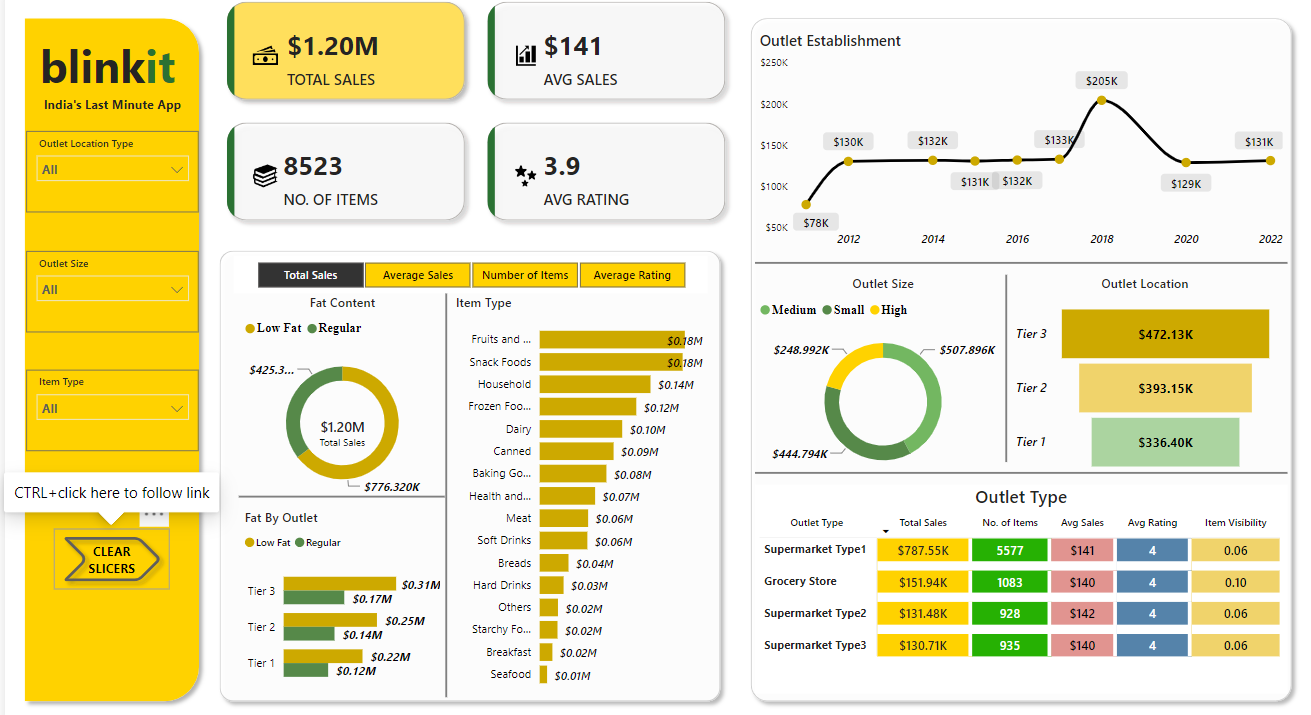 blinkit
India's Last Minute App
Outlet Location Type
All
Outlet Size
All
Item Type
All
CTRL+click here to follow link
CLEAR
SLICERS
$1.20M
TOTAL SALES
$141
AVG SALES
8523
NO. OF ITEMS
3.9
AVG RATING
Total Sales Average Sales Number of Items Average Rating
Fat Content
Low Fat Regular
$425.3...
$1.20M
Total Sales
$776.320K
Fat By Outlet
Low Fat Regular
Tier 3 $0.31M
$0.17M
Tier 2 $0.25M
$0.14M
Tier 1 $0.22M
$0.12M
Item Type
Fruits and ... $0.18M
Snack Foods $0.18M
Household $0.14M
Frozen Foo... $0.12M
Dairy $0.10M
Canned $0.09M
Baking Go... $0.08M
Health and... $0.07M
Meat $0.06M
Soft Drinks $0.06M
Breads $0.04M
Hard Drinks $0.03M
Others $0.02M
Starchy Fo... $0.02M
Breakfast $0.02M
Seafood $0.01M
Outlet Establishment
$250K
$200K
$150K
$100K
$50K
$78K
$130K
$132K
$131K
$132K
$133K
$205K
$129K
$131K
2012 2014 2016 2018 2020 2022
Outlet Size
Medium Small High
$248.992K
$507.896K
$444.794K
Outlet Location
Tier 3 $472.13K
Tier 2 $393.15K
Tier 1 $336.40K
Outlet Type
Outlet Type Total Sales No. of Items Avg Sales Avg Rating Item Visibility
Supermarket Type1 $787.55K 5577 $141 4 0.06
Grocery Store $151.94K 1083 $140 4 0.10
Supermarket Type2 $131.48K 928 $142 4 0.06
Supermarket Type3 $130.71K 935 $140 4 0.06